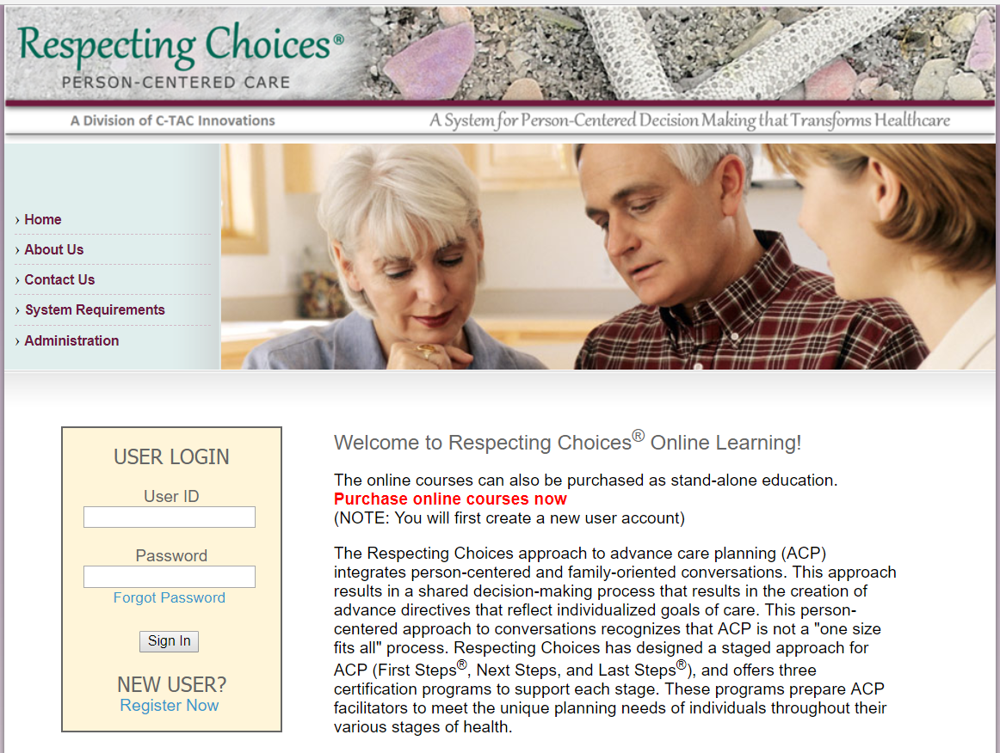 Respecting Choices®
PERSON-CENTERED CARE
A Division of C-TAC Innovations
A System for Person-Centered Decision Making that Transforms Healthcare
› Home
› About Us
› Contact Us
› System Requirements
› Administration
USER LOGIN
User ID
Password
Forgot Password
Sign In
NEW USER?
Register Now
Welcome to Respecting Choices® Online Learning!
The online courses can also be purchased as stand-alone education.
Purchase online courses now
(NOTE: You will first create a new user account)
The Respecting Choices approach to advance care planning (ACP)
integrates person-centered and family-oriented conversations. This approach
results in a shared decision-making process that results in the creation of
advance directives that reflect individualized goals of care. This person-
centered approach to conversations recognizes that ACP is not a "one size
fits all" process. Respecting Choices has designed a staged approach for
ACP (First Steps®, Next Steps, and Last Steps®), and offers three
certification programs to support each stage. These programs prepare ACP
facilitators to meet the unique planning needs of individuals throughout their
various stages of health.